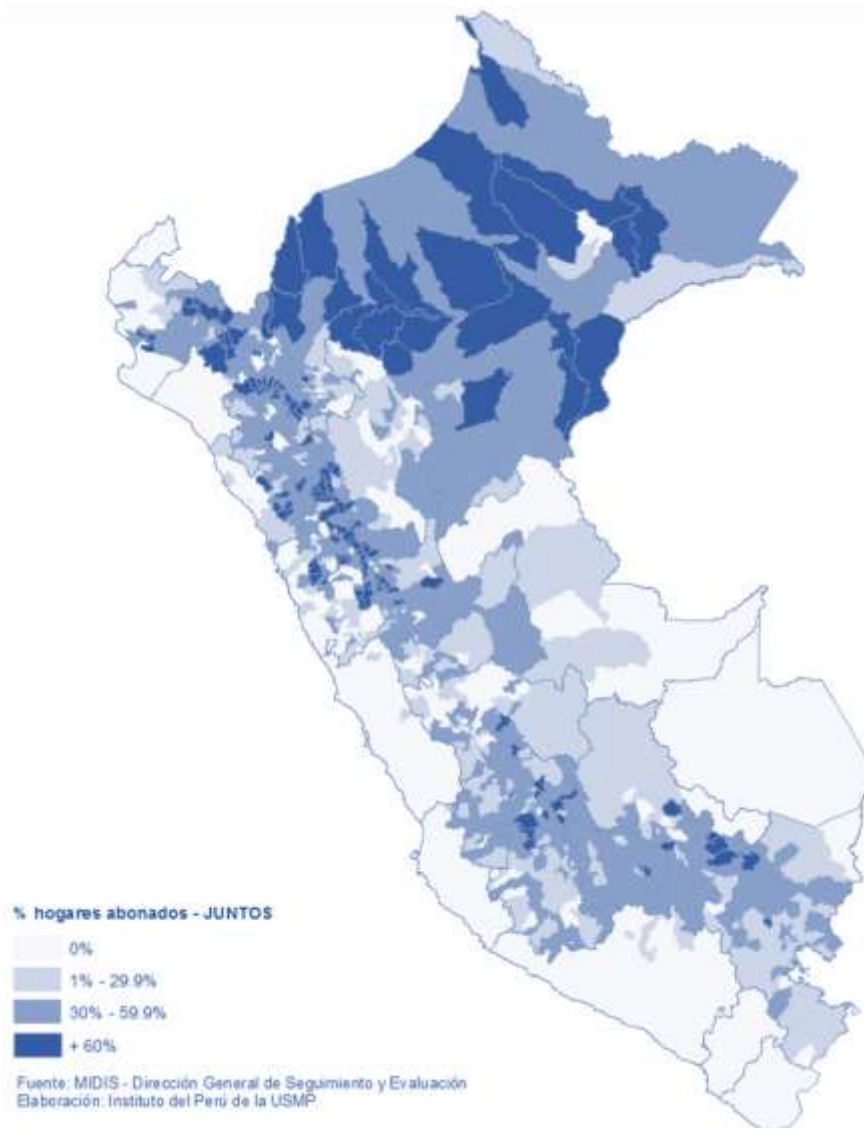 % hogares abonados - JUNTOS
0%
1% - 29.9%
30% - 59.9%
+ 60%
Fuente: MIDIS - Dirección General de Seguimiento y Evaluación
Elaboración: Instituto del Perú de la USMP